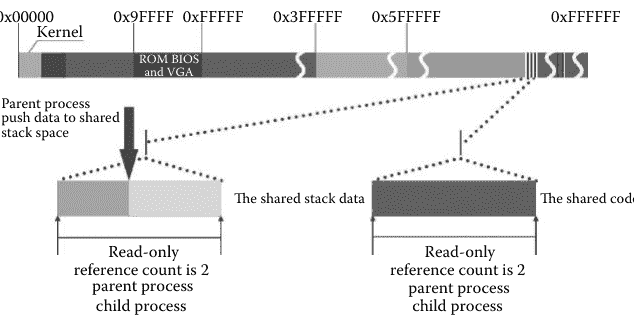 0x00000 0x9FFFF 0xFFFFF 0x3FFFFF 0x5FFFFF 0xFFFFFF
Kernel
ROM BIOS
and VGA
Parent process
push data to shared
stack space
The shared stack data
The shared code
Read-only
reference count is 2
parent process
child process
Read-only
reference count is 2
parent process
child process